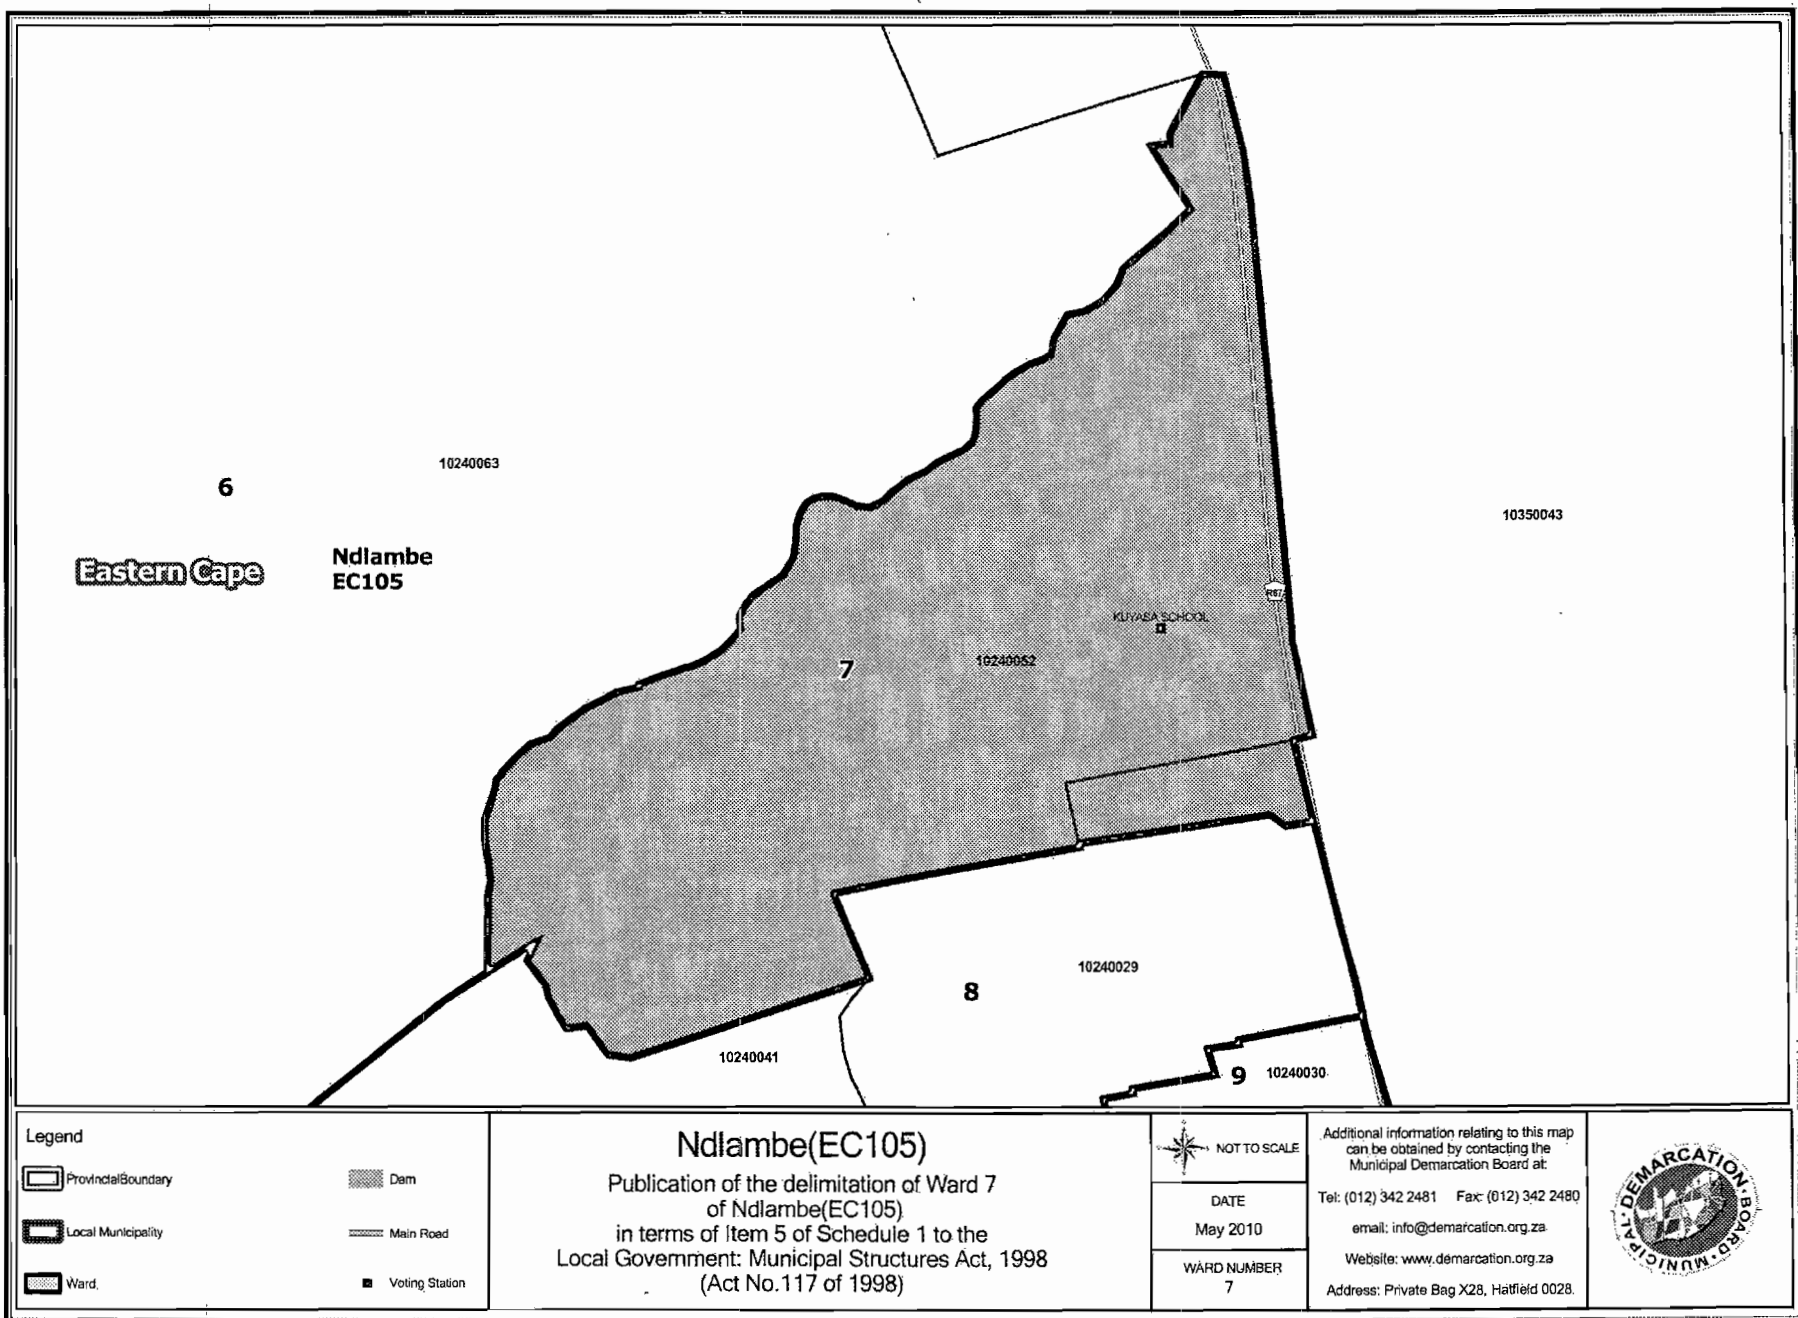 6
10240063
Eastern Cape
Ndlambe
EC105
10350043
R67
KUYASA SCHOOL
10240052
7
10240029
8
10240041
9
10240030
Legend
ProvincialBoundary
Local Municipality
Ward
Dam
Main Road
Voting Station
Ndlambe(EC105)
Publication of the delimitation of Ward 7
of Ndlambe(EC105)
in terms of Item 5 of Schedule 1 to the
Local Government: Municipal Structures Act, 1998
(Act No.117 of 1998)
NOT TO SCALE
DATE
May 2010
WARD NUMBER
7
Additional information relating to this map
can be obtained by contacting the
Municipal Demarcation Board at:
Tel: (012) 342 2481 Fax: (012) 342 2480
email: info@demarcation.org.za
Website: www.demarcation.org.za
Address: Private Bag X28, Hatfield 0028.
MUNICIPAL DEMARCATION BOARD